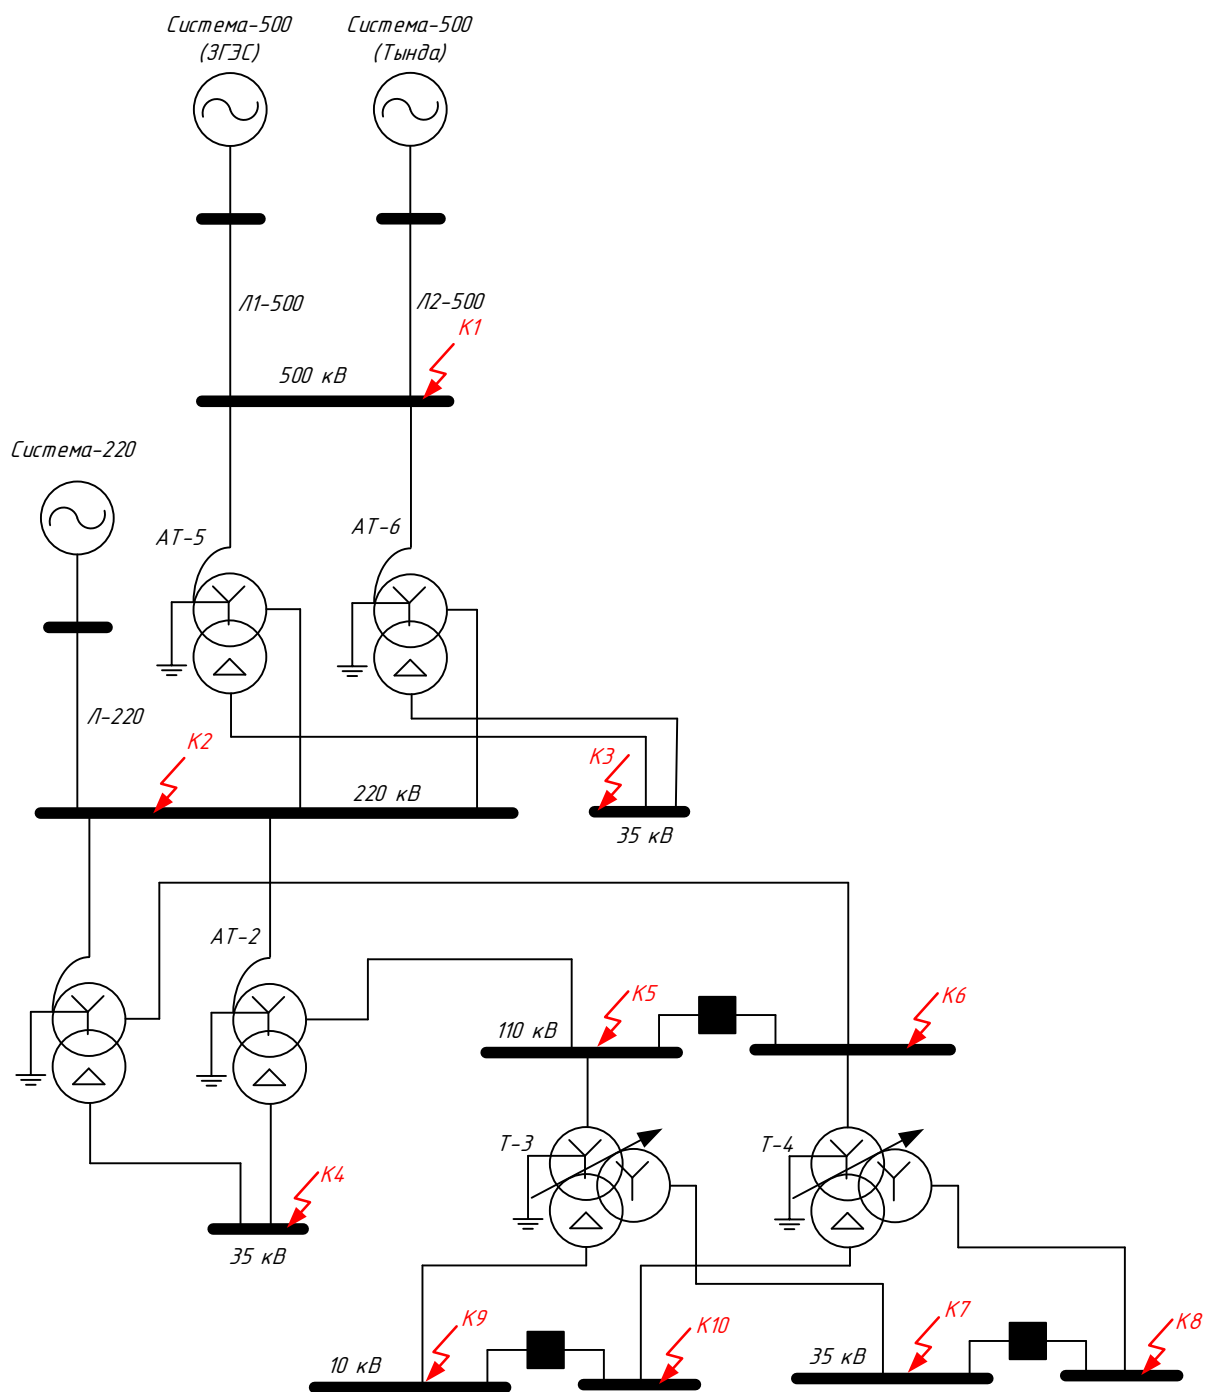 Система-500
(ЗГЭС)
Система-500
(Тында)
Л1-500
Л2-500
К1
500 кВ
Система-220
АТ-5
АТ-6
Л-220
К2
К3
220 кВ
35 кВ
АТ-2
К5
К6
110 кВ
Т-3
Т-4
К4
35 кВ
К9
К10
К7
К8
10 кВ
35 кВ